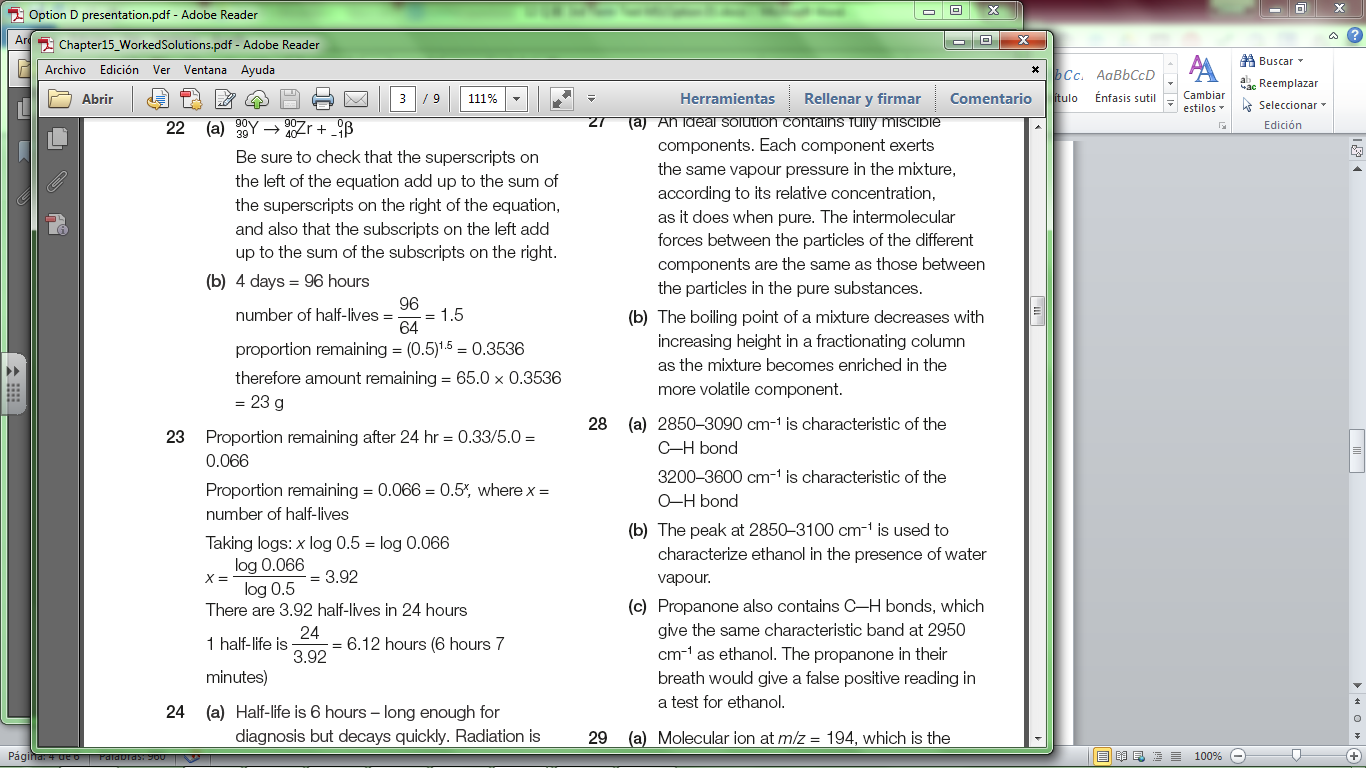 Option D presentation.pdf - Adobe Reader
Chapter15_WorkedSolutions.pdf - Adobe Reader
Archivo Edición Ver Ventana Ayuda
Abrir
3 / 9
111%
Herramientas Rellenar y firmar Comentario
AaBbCcD
Énfasis sutil
Cambiar estilos
Buscar
Reemplazar
Seleccionar
Edición
22 (a) ⁹⁰₃₉Y → ⁹⁰₄₀Zr + ⁰₋₁β
Be sure to check that the superscripts on
the left of the equation add up to the sum of
the superscripts on the right of the equation,
and also that the subscripts on the left add
up to the sum of the subscripts on the right.
(b) 4 days = 96 hours
number of half-lives = 96/64 = 1.5
proportion remaining = (0.5)¹·⁵ = 0.3536
therefore amount remaining = 65.0 × 0.3536
= 23 g
23 Proportion remaining after 24 hr = 0.33/5.0 =
0.066
Proportion remaining = 0.066 = 0.5ˣ, where x =
number of half-lives
Taking logs: x log 0.5 = log 0.066
x = log 0.066/log 0.5 = 3.92
There are 3.92 half-lives in 24 hours
1 half-life is 24/3.92 = 6.12 hours (6 hours 7
minutes)
24 (a) Half-life is 6 hours – long enough for
diagnosis but decays quickly. Radiation is
27 (a) An ideal solution contains fully miscible
components. Each component exerts
the same vapour pressure in the mixture,
according to its relative concentration,
as it does when pure. The intermolecular
forces between the particles of the different
components are the same as those between
the particles in the pure substances.
(b) The boiling point of a mixture decreases with
increasing height in a fractionating column
as the mixture becomes enriched in the
more volatile component.
28 (a) 2850–3090 cm⁻¹ is characteristic of the
C—H bond
3200–3600 cm⁻¹ is characteristic of the
O—H bond
(b) The peak at 2850–3100 cm⁻¹ is used to
characterize ethanol in the presence of water
vapour.
(c) Propanone also contains C—H bonds, which
give the same characteristic band at 2950
cm⁻¹ as ethanol. The propanone in their
breath would give a false positive reading in
a test for ethanol.
29 (a) Molecular ion at m/z = 194, which is the
Página: 4 de 6 Palabras: 960
100%